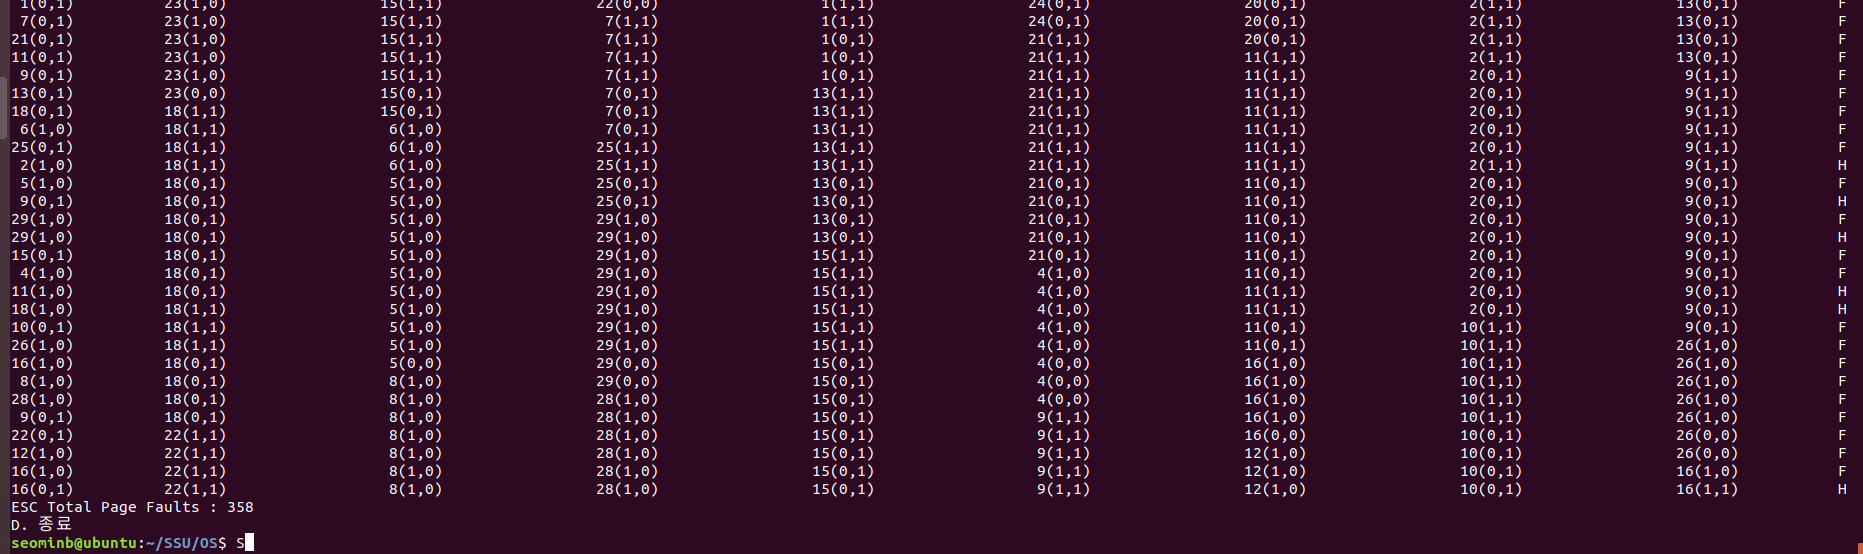 1(0,1) 23(1,0) 15(1,1) 22(0,0) 1(1,1) 24(0,1) 20(0,1) 2(1,1) 13(0,1) F
7(0,1) 23(1,0) 15(1,1) 7(1,1) 1(1,1) 24(0,1) 20(0,1) 2(1,1) 13(0,1) F
21(0,1) 23(1,0) 15(1,1) 7(1,1) 1(0,1) 21(1,1) 20(0,1) 2(1,1) 13(0,1) F
11(0,1) 23(1,0) 15(1,1) 7(1,1) 1(0,1) 21(1,1) 11(1,1) 2(1,1) 13(0,1) F
9(0,1) 23(1,0) 15(1,1) 7(1,1) 1(0,1) 21(1,1) 11(1,1) 2(0,1) 9(1,1) F
13(0,1) 23(0,0) 15(0,1) 7(0,1) 13(1,1) 21(1,1) 11(1,1) 2(0,1) 9(1,1) F
18(0,1) 18(1,1) 15(0,1) 7(0,1) 13(1,1) 21(1,1) 11(1,1) 2(0,1) 9(1,1) F
6(1,0) 18(1,1) 6(1,0) 7(0,1) 13(1,1) 21(1,1) 11(1,1) 2(0,1) 9(1,1) F
25(0,1) 18(1,1) 6(1,0) 25(1,1) 13(1,1) 21(1,1) 11(1,1) 2(0,1) 9(1,1) F
2(1,0) 18(1,1) 6(1,0) 25(1,1) 13(1,1) 21(1,1) 11(1,1) 2(1,1) 9(1,1) H
5(1,0) 18(0,1) 5(1,0) 25(0,1) 13(0,1) 21(0,1) 11(0,1) 2(0,1) 9(0,1) F
9(0,1) 18(0,1) 5(1,0) 25(0,1) 13(0,1) 21(0,1) 11(0,1) 2(0,1) 9(0,1) H
29(1,0) 18(0,1) 5(1,0) 29(1,0) 13(0,1) 21(0,1) 11(0,1) 2(0,1) 9(0,1) F
29(1,0) 18(0,1) 5(1,0) 29(1,0) 13(0,1) 21(0,1) 11(0,1) 2(0,1) 9(0,1) H
15(0,1) 18(0,1) 5(1,0) 29(1,0) 15(1,1) 21(0,1) 11(0,1) 2(0,1) 9(0,1) F
4(1,0) 18(0,1) 5(1,0) 29(1,0) 15(1,1) 4(1,0) 11(0,1) 2(0,1) 9(0,1) F
11(1,0) 18(0,1) 5(1,0) 29(1,0) 15(1,1) 4(1,0) 11(1,1) 2(0,1) 9(0,1) H
18(1,0) 18(1,1) 5(1,0) 29(1,0) 15(1,1) 4(1,0) 11(1,1) 2(0,1) 9(0,1) H
10(0,1) 18(1,1) 5(1,0) 29(1,0) 15(1,1) 4(1,0) 11(0,1) 10(1,1) 9(0,1) F
26(1,0) 18(1,1) 5(1,0) 29(1,0) 15(1,1) 4(1,0) 11(0,1) 10(1,1) 26(1,0) F
16(1,0) 18(0,1) 5(0,0) 29(0,0) 15(0,1) 4(0,0) 16(1,0) 10(1,1) 26(1,0) F
8(1,0) 18(0,1) 8(1,0) 29(0,0) 15(0,1) 4(0,0) 16(1,0) 10(1,1) 26(1,0) F
28(1,0) 18(0,1) 8(1,0) 28(1,0) 15(0,1) 4(0,0) 16(1,0) 10(1,1) 26(1,0) F
9(0,1) 18(0,1) 8(1,0) 28(1,0) 15(0,1) 9(1,1) 16(1,0) 10(1,1) 26(1,0) F
22(0,1) 22(1,1) 8(1,0) 28(1,0) 15(0,1) 9(1,1) 16(0,0) 10(0,1) 26(0,0) F
12(1,0) 22(1,1) 8(1,0) 28(1,0) 15(0,1) 9(1,1) 12(1,0) 10(0,1) 26(0,0) F
16(1,0) 22(1,1) 8(1,0) 28(1,0) 15(0,1) 9(1,1) 12(1,0) 10(0,1) 16(1,0) F
16(0,1) 22(1,1) 8(1,0) 28(1,0) 15(0,1) 9(1,1) 12(1,0) 10(0,1) 16(1,1) H
ESC Total Page Faults : 358
D. 종료
seominb@ubuntu:~/SSU/OS$ S